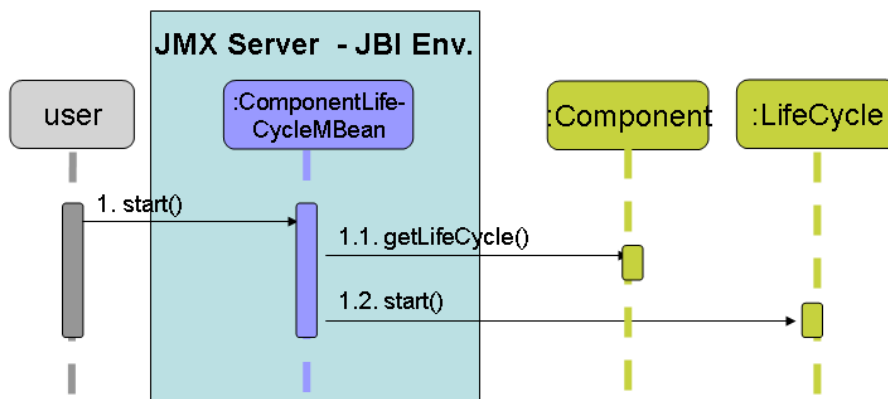 JMX Server - JBI Env.
user
:ComponentLife-
CycleMBean
:Component
:LifeCycle
1. start()
1.1. getLifeCycle()
1.2. start()